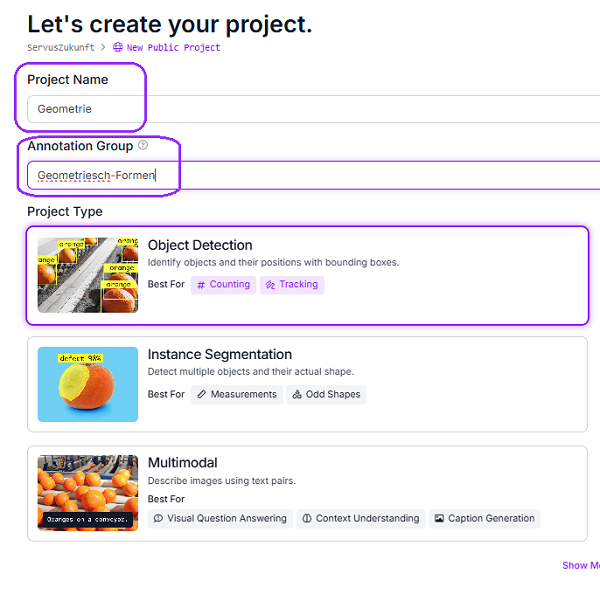 Let's create your project.
ServusZukunft > New Public Project
Project Name
Geometrie
Annotation Group
Geometriesch-Formen
Project Type
orange
orange
ange
orange
orange
Object Detection
Identify objects and their positions with bounding boxes.
Best For # Counting Tracking
defect 98%
Instance Segmentation
Detect multiple objects and their actual shape.
Best For Measurements Odd Shapes
Multimodal
Describe images using text pairs.
Best For
Oranges on a conveyor.
Visual Question Answering Context Understanding Caption Generation
Show Mo